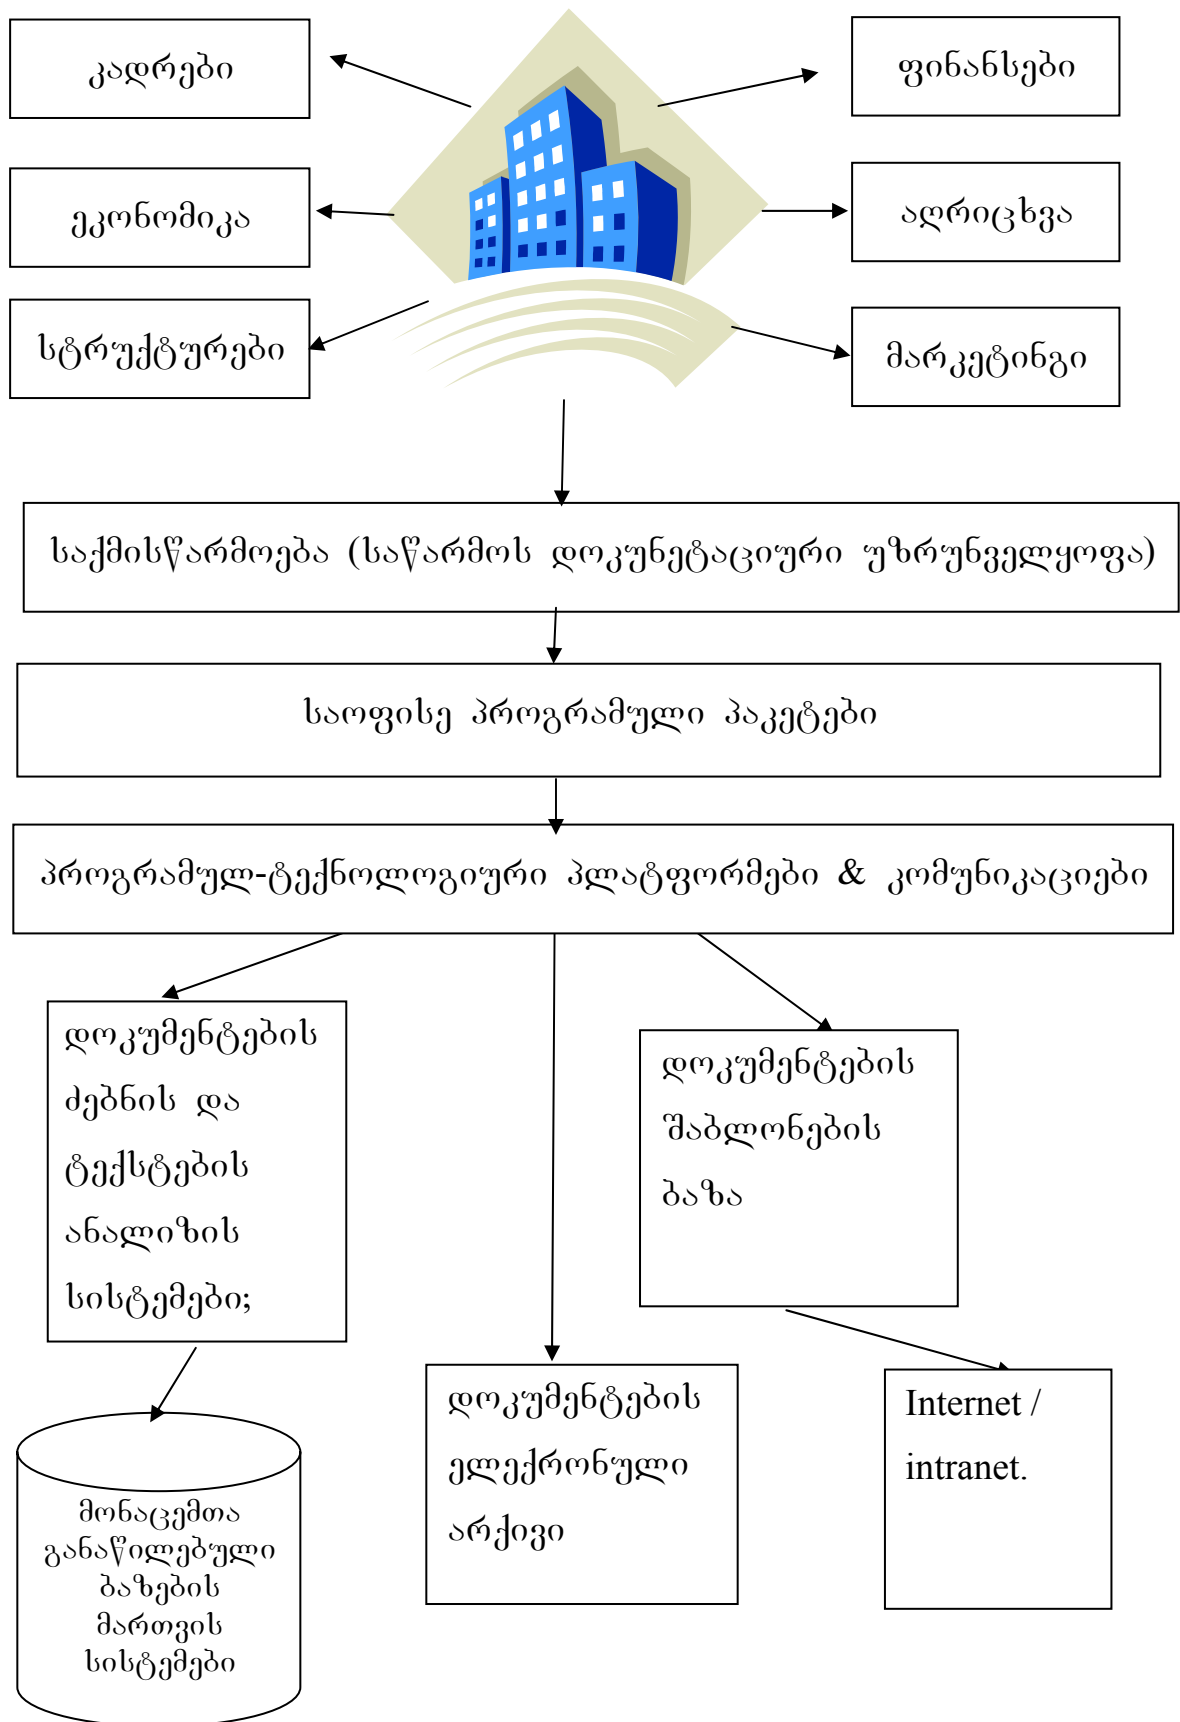 კადრები
ფინანსები
ეკონომიკა
აღრიცხვა
სტრუქტურები
მარკეტინგი
საქმისწარმოება (საწარმოს დოკუნეტაციური უზრუნველყოფა)
საოფისე პროგრამული პაკეტები
პროგრამულ-ტექნოლოგიური პლატფორმები & კომუნიკაციები
დოკუმენტების
ძებნის და
ტექსტების
ანალიზის
სისტემები;
დოკუმენტების
შაბლონების
ბაზა
დოკუმენტების
ელექრონული
არქივი
Internet /
intranet.
მონაცემთა
განაწილებული
ბაზების
მართვის
სისტემები